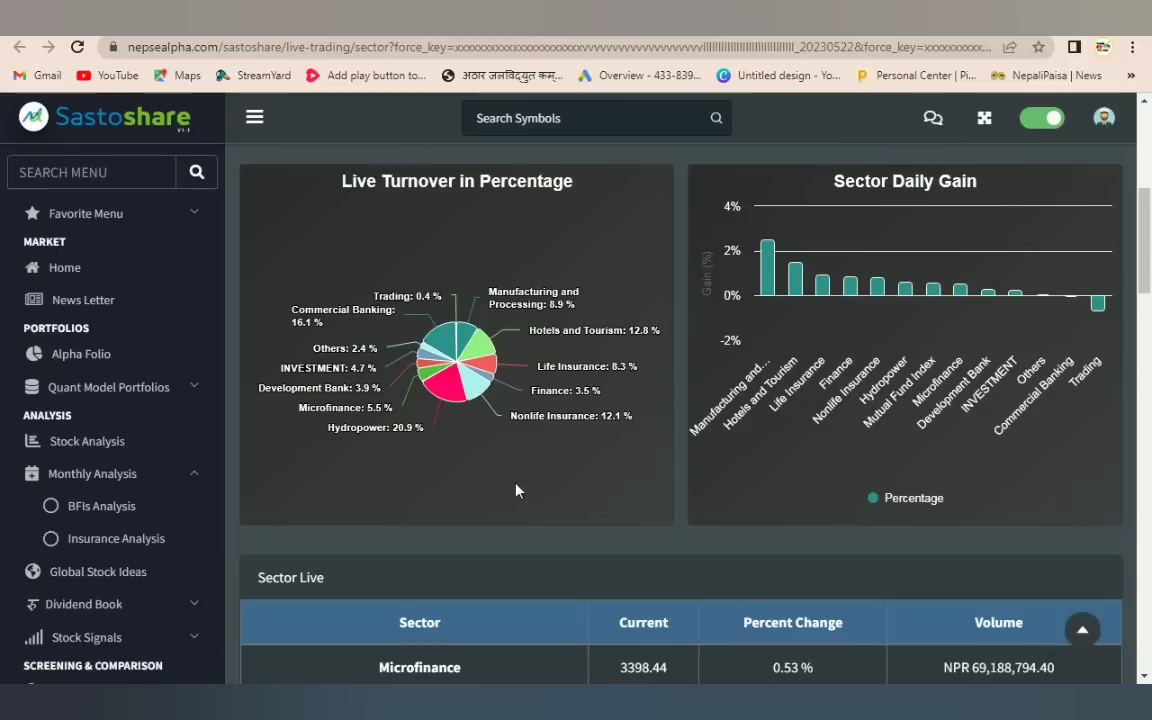 nepsealpha.com/sastoshare/live-trading/sector?force_key=
Gmail
YouTube
Maps
StreamYard
Add play button to...
अठार जलविद्युत कम्...
Overview - 433-839...
Untitled design - Yo...
Personal Center | Pi...
NepaliPaisa | News
»
Sastoshare
V1.1
Search Symbols
SEARCH MENU
Favorite Menu
MARKET
Home
News Letter
PORTFOLIOS
Alpha Folio
Quant Model Portfolios
ANALYSIS
Stock Analysis
Monthly Analysis
BFIs Analysis
Insurance Analysis
Global Stock Ideas
Dividend Book
Stock Signals
SCREENING & COMPARISON
Live Turnover in Percentage
Trading: 0.4 %
Manufacturing and
Processing: 8.9 %
Commercial Banking:
16.1 %
Hotels and Tourism: 12.8 %
Others: 2.4 %
Life Insurance: 8.3 %
INVESTMENT: 4.7 %
Development Bank: 3.9 %
Finance: 3.5 %
Microfinance: 5.5 %
Nonlife Insurance: 12.1 %
Hydropower: 20.9 %
Sector Daily Gain
4%
2%
0%
-2%
Gain (%)
Manufacturing and...
Hotels and Tourism
Life Insurance
Finance
Nonlife Insurance
Hydropower
Mutual Fund Index
Microfinance
Development Bank
INVESTMENT
Others
Commercial Banking
Trading
Percentage
Sector Live
Sector Current Percent Change Volume
Microfinance 3398.44 0.53 % NPR 69,188,794.40